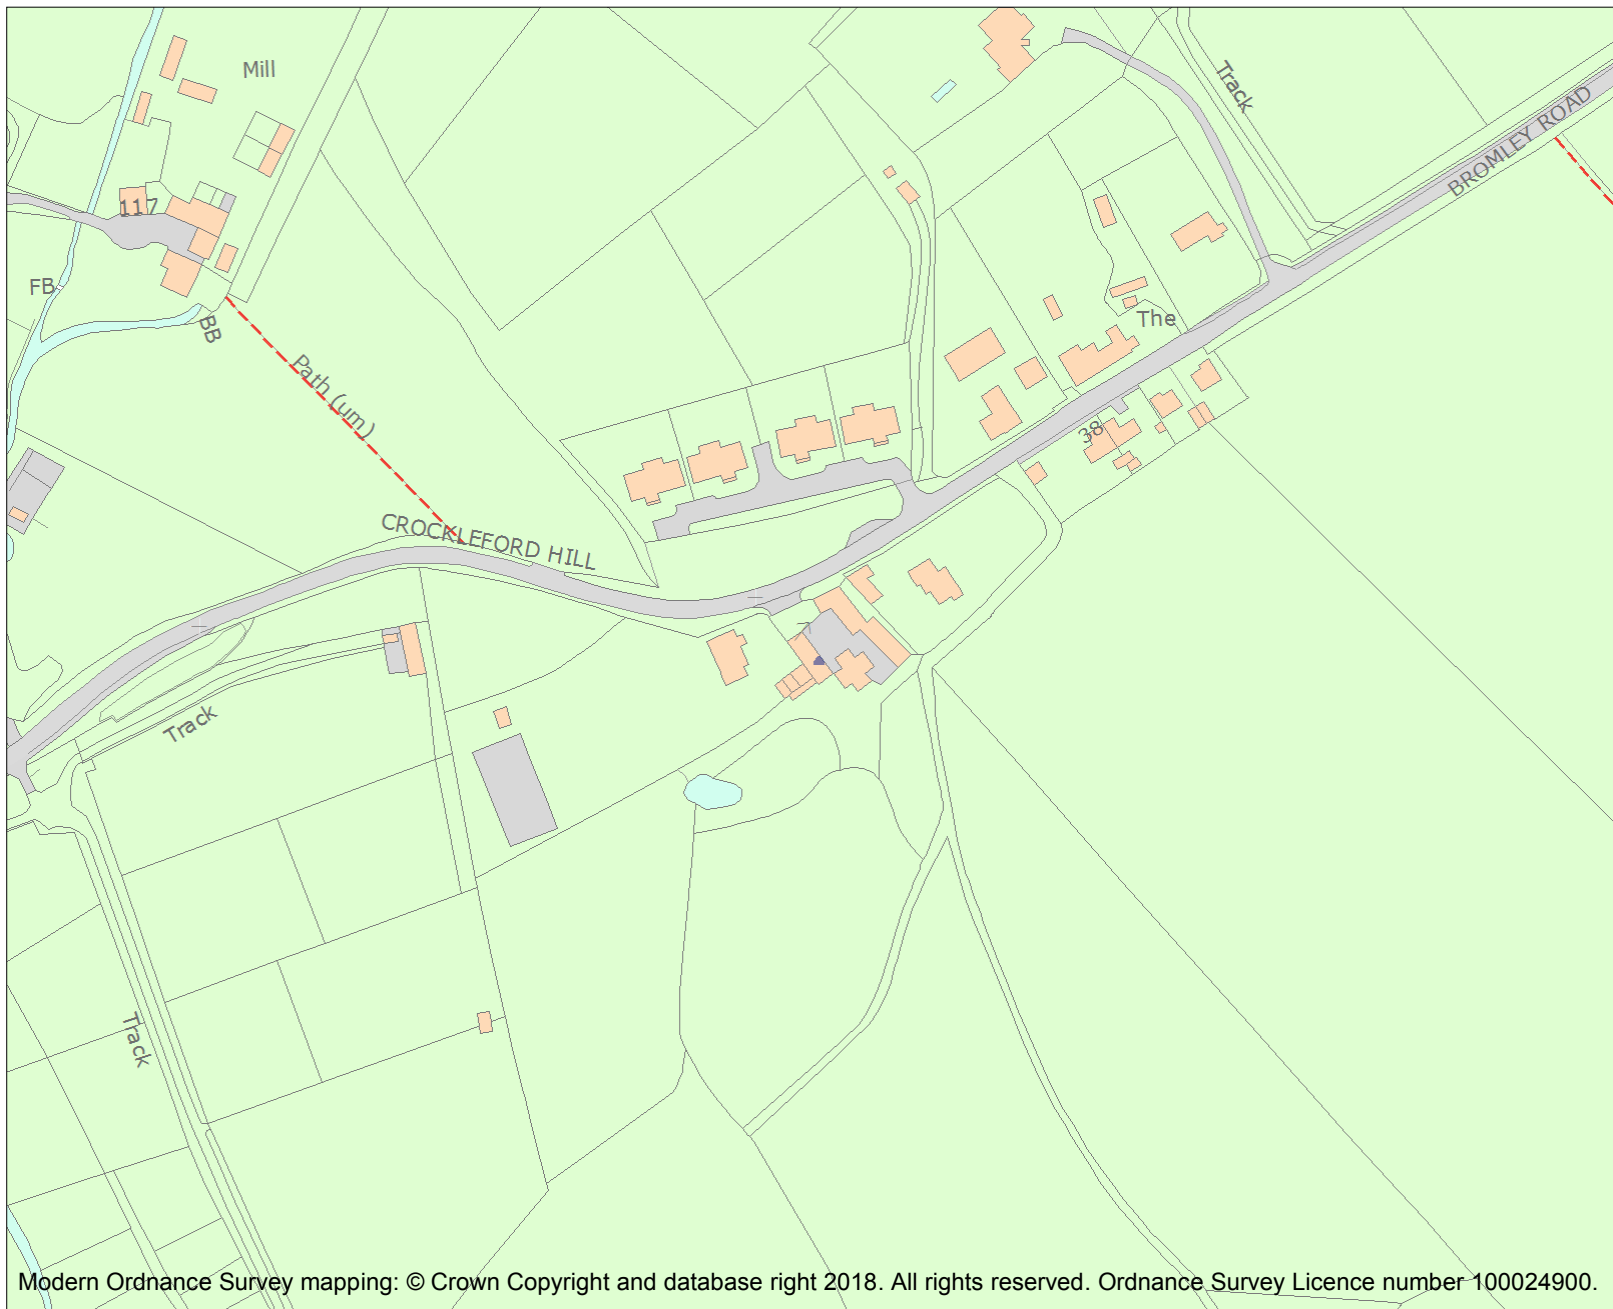 Mill
Track
BROMLEY ROAD
117
FB
BB
The
Path (um)
38
CROCKLEFORD HILL
7
Track
Track
Modern Ordnance Survey mapping: © Crown Copyright and database right 2018. All rights reserved. Ordnance Survey Licence number 100024900.